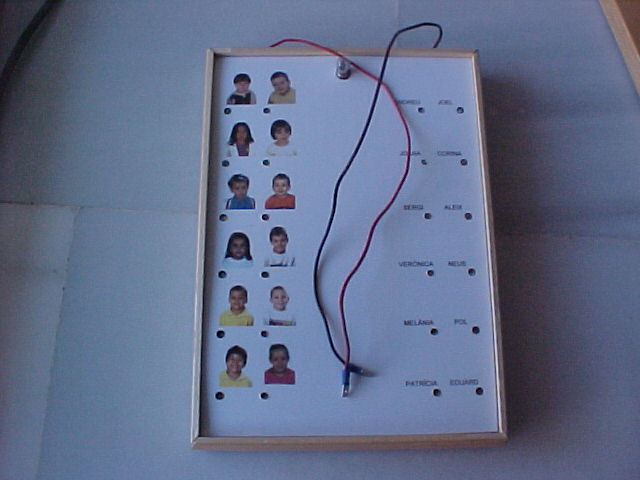 JOEL
CORINA
SERGI ALEIX
VERÒNICA NEUS
MELÀNIA POL
PATRÍCIA EDUARD